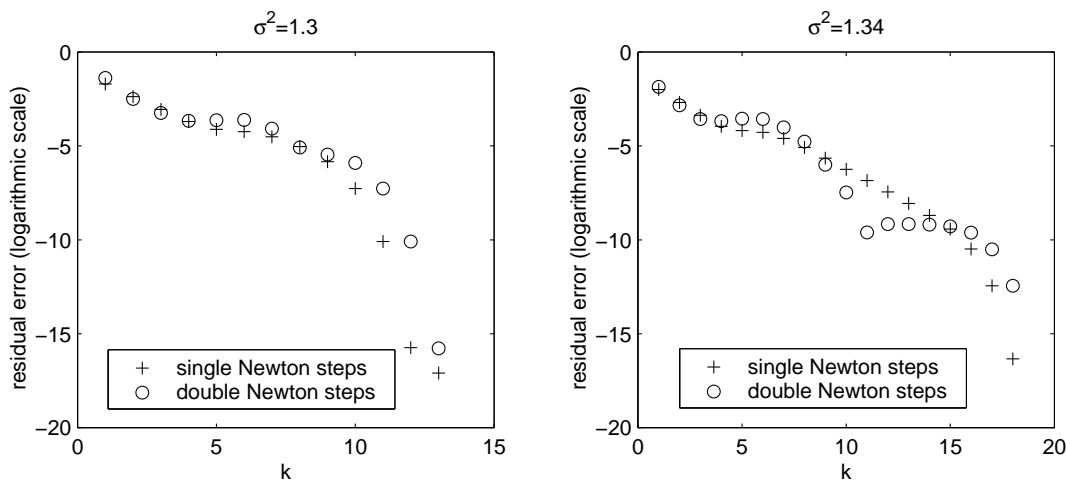 σ²=1.3
0
−5
−10
−15
−20
residual error (logarithmic scale)
single Newton steps
double Newton steps
0
5
10
15
k
σ²=1.34
0
−5
−10
−15
−20
residual error (logarithmic scale)
single Newton steps
double Newton steps
0
5
10
15
20
k